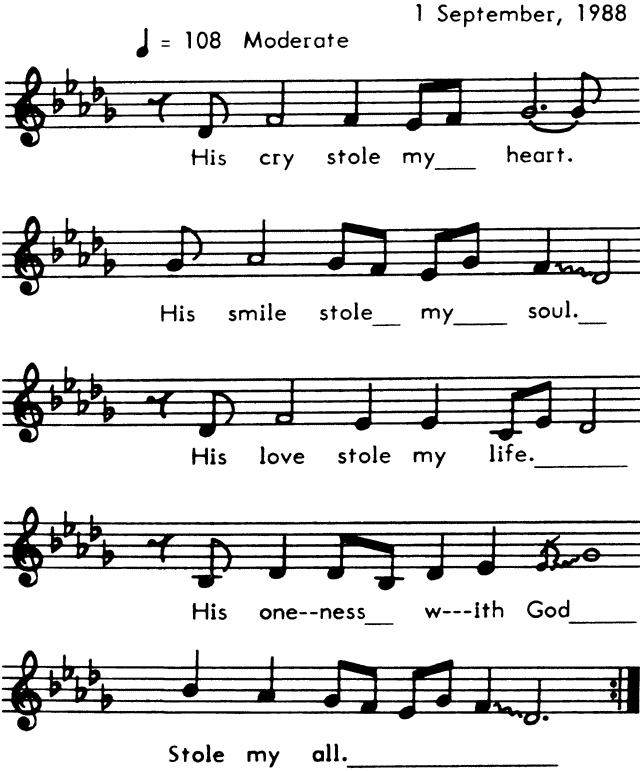 1 September, 1988
= 108 Moderate
His cry stole my___ heart.
His smile stole__ my____ soul.__
His love stole my life._______
His one--ness__ w---ith God_____
Stole my all.________________